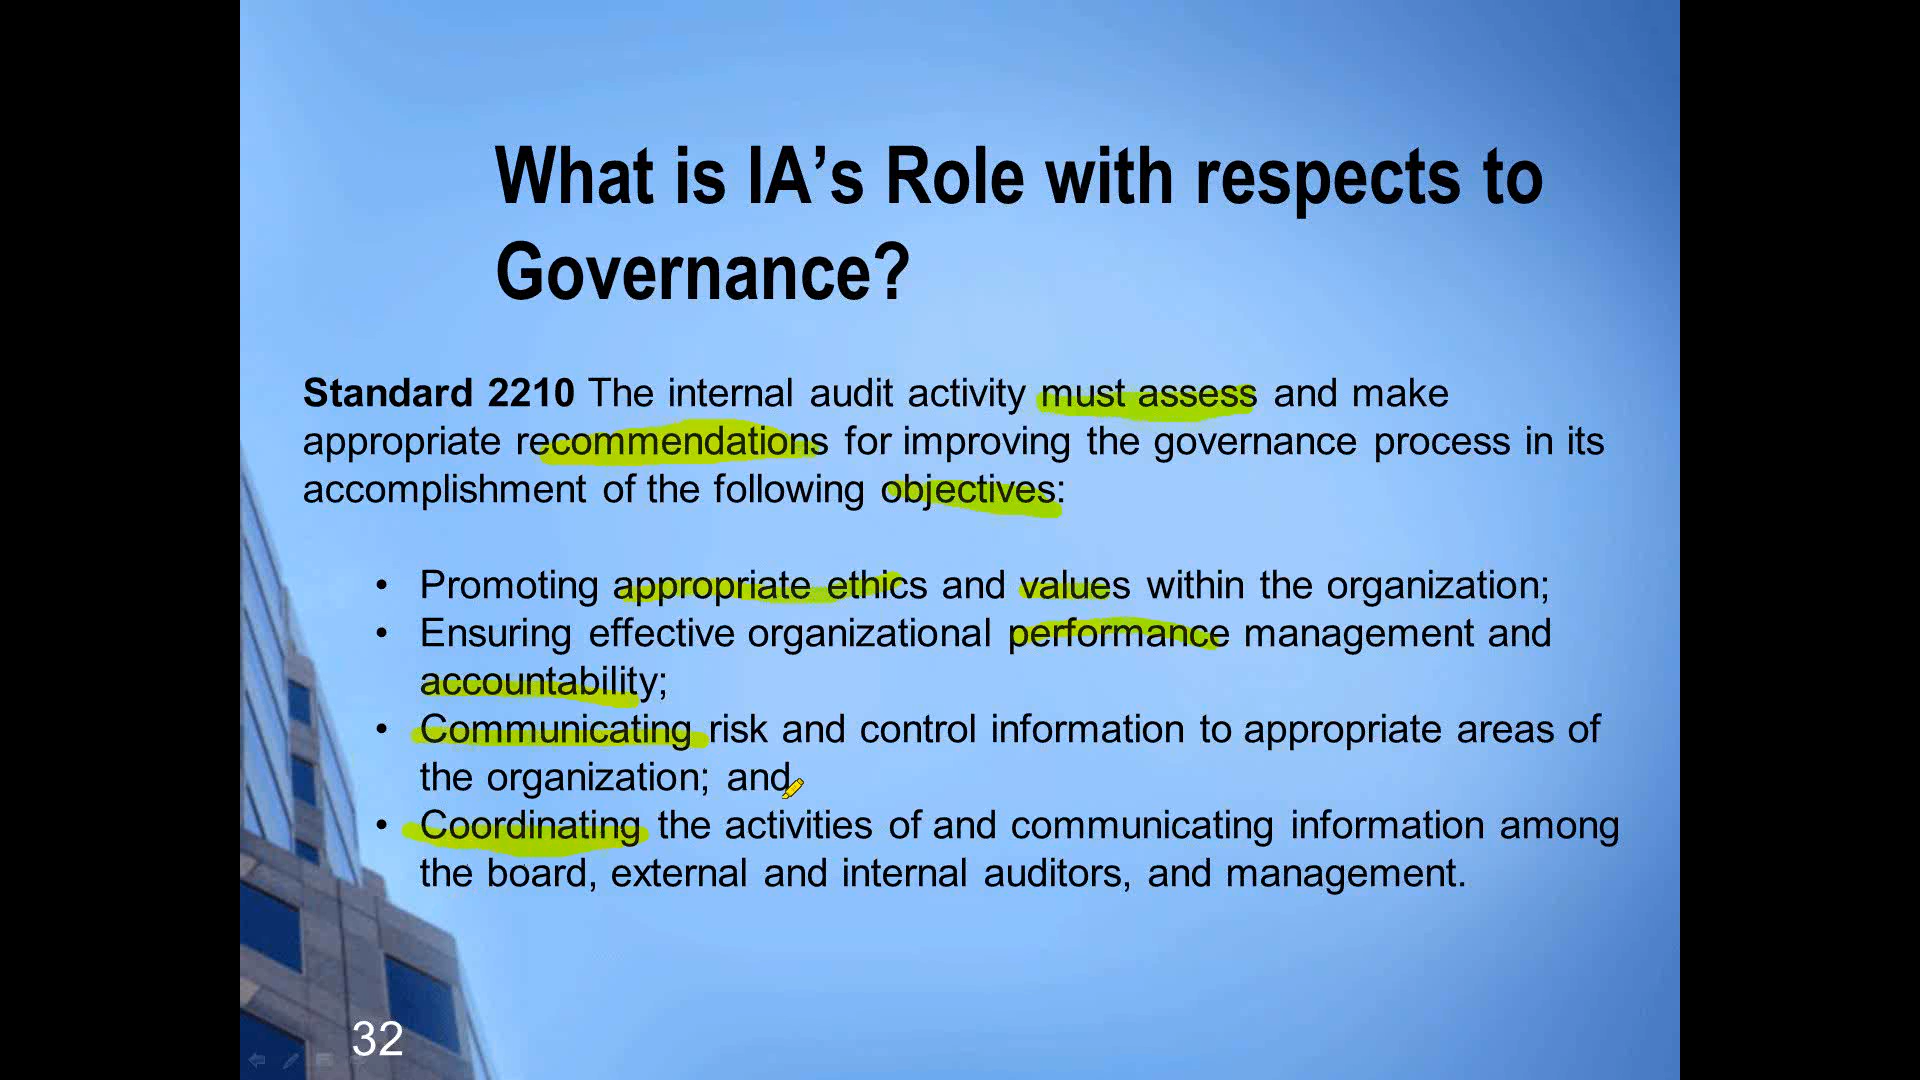 What is IA’s Role with respects to
Governance?
Standard 2210 The internal audit activity must assess and make
appropriate recommendations for improving the governance process in its
accomplishment of the following objectives:
• Promoting appropriate ethics and values within the organization;
• Ensuring effective organizational performance management and
accountability;
• Communicating risk and control information to appropriate areas of
the organization; and
• Coordinating the activities of and communicating information among
the board, external and internal auditors, and management.
32